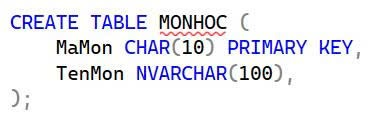 CREATE TABLE MONHOC (
    MaMon CHAR(10) PRIMARY KEY,
    TenMon NVARCHAR(100),
);